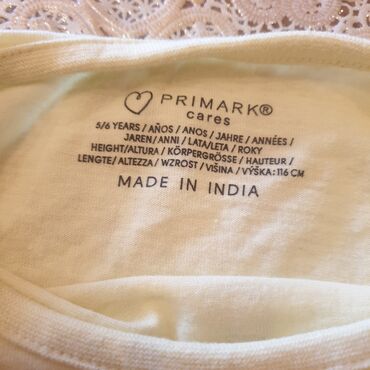 PRIMARK®
cares
5/6 YEARS / AÑOS / ANOS / JAHRE / ANNÉES /
JAREN / ANNI / LATA / LETA / ROKY
HEIGHT/ALTURA / KÖRPERGRÖSSE / HAUTEUR /
LENGTE/ ALTEZZA / WZROST / VIŠINA / VÝŠKA: 116 CM
MADE IN INDIA